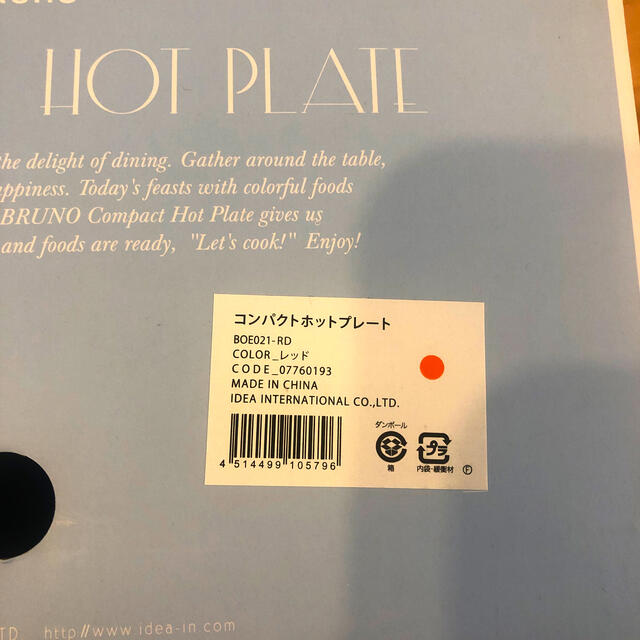 HOT PLATE
the delight of dining. Gather around the table,
Today's feasts with colorful foods
BRUNO Compact Hot Plate gives us
and foods are ready, "Let's cook!" Enjoy!
コンパクトホットプレート
BOE021-RD
COLOR_レッド
CODE_07760193
MADE IN CHINA
IDEA INTERNATIONAL CO.,LTD.
4 514499 105796
ダンボール
箱
プラ
内袋・緩衝材
F
TD. http://www.idea-in.com